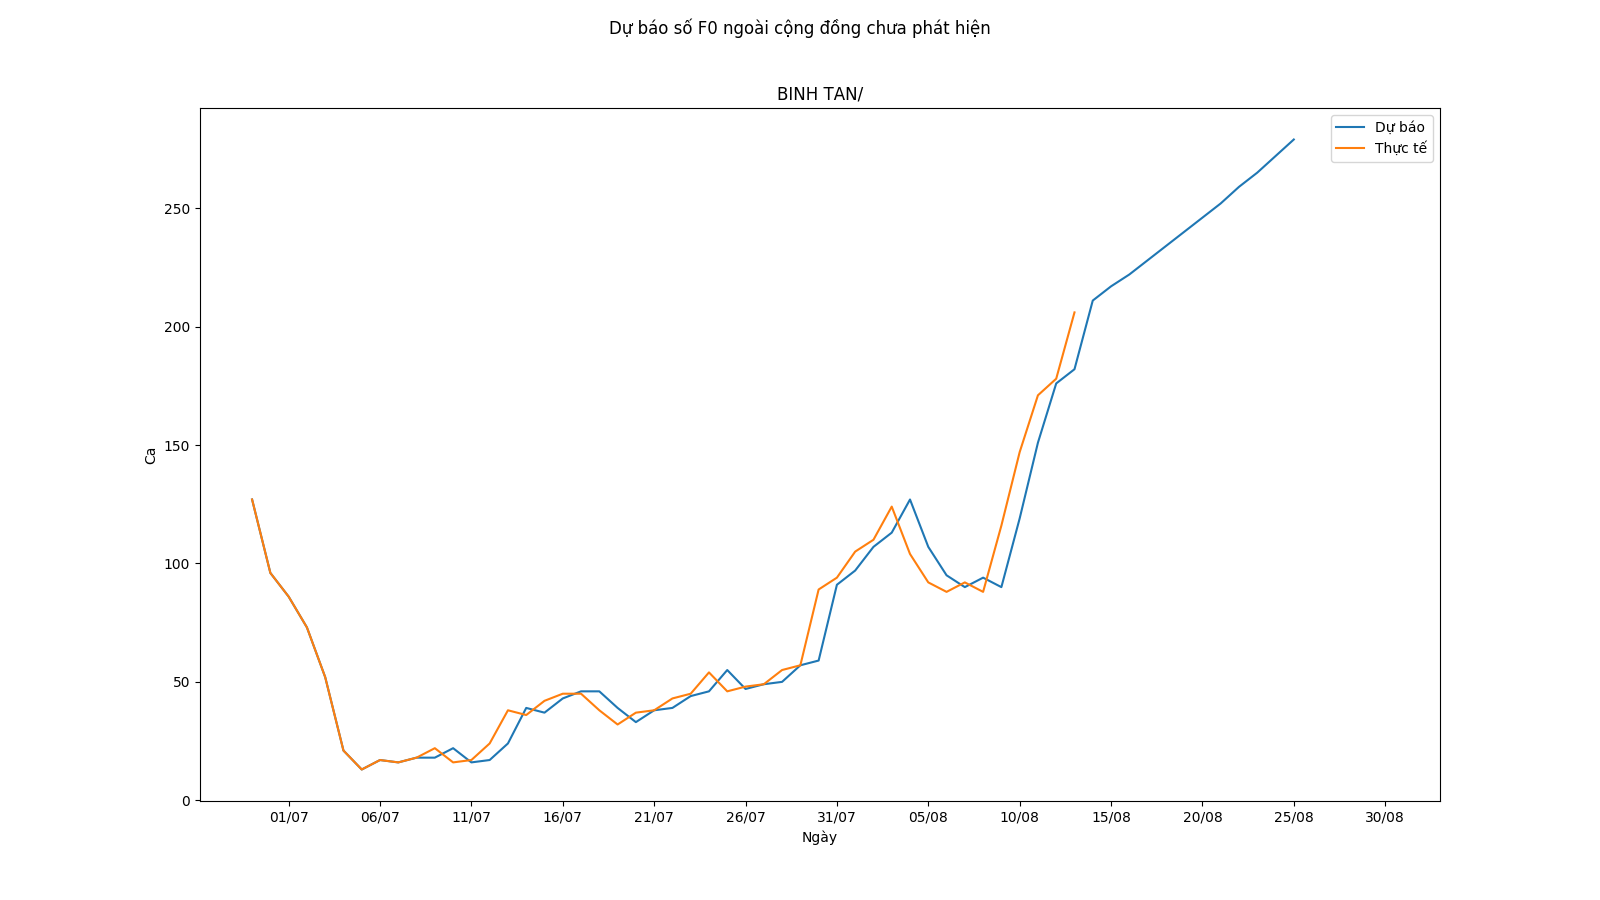 Dự báo số F0 ngoài cộng đồng chưa phát hiện
BINH TAN/
Dự báo
Thực tế
250
200
150
100
50
0
Ca
01/07 06/07 11/07 16/07 21/07 26/07 31/07 05/08 10/08 15/08 20/08 25/08 30/08
Ngày